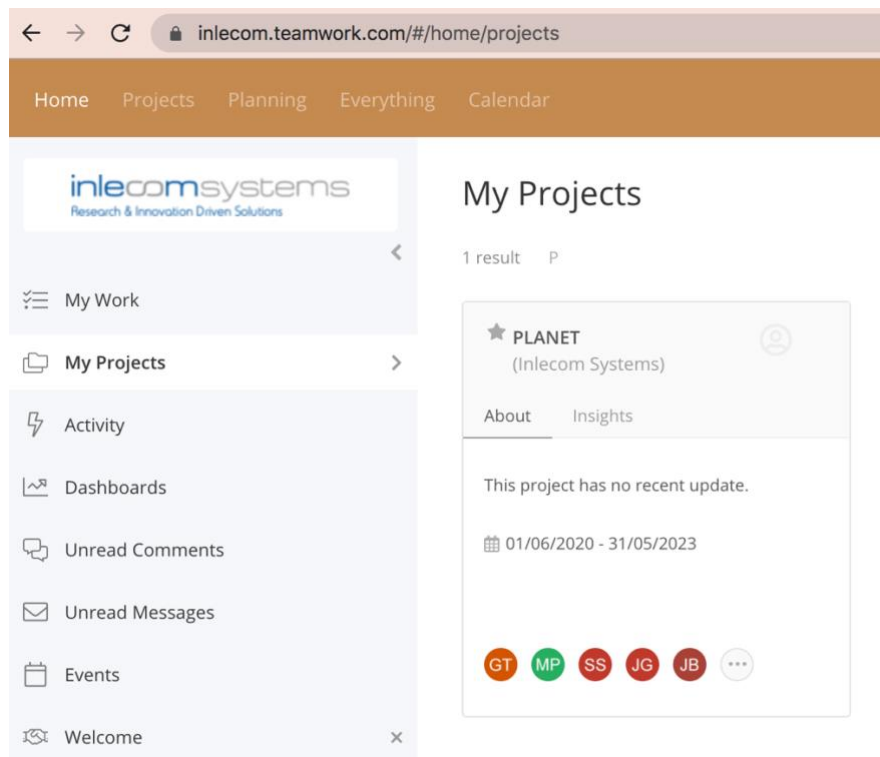 inlecom.teamwork.com/#/home/projects
Home Projects Planning Everything Calendar
inlecomsystems
Research & Innovation Driven Solutions
My Work
My Projects
Activity
Dashboards
Unread Comments
Unread Messages
Events
Welcome
My Projects
1 result P
PLANET
(Inlecom Systems)
About Insights
This project has no recent update.
01/06/2020 - 31/05/2023
GT MP SS JG JB